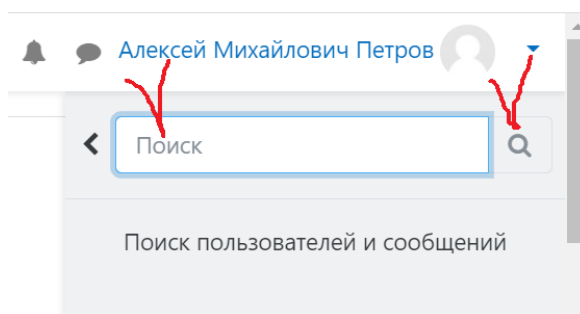 Алексей Михайлович Петров
Поиск
Поиск пользователей и сообщений